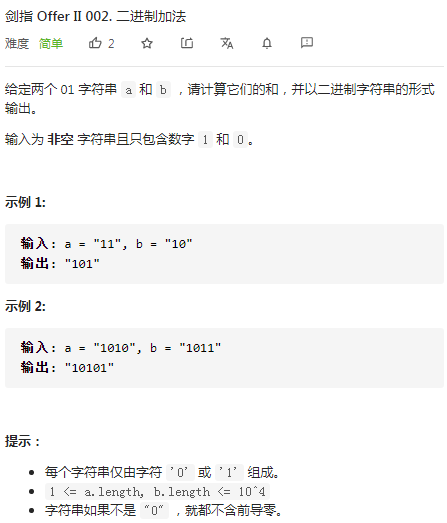 剑指 Offer II 002. 二进制加法
难度 简单 2
给定两个 01 字符串 a 和 b ，请计算它们的和，并以二进制字符串的形式
输出。
输入为 非空 字符串且只包含数字 1 和 0。
示例 1:
输入: a = "11", b = "10"
输出: "101"
示例 2:
输入: a = "1010", b = "1011"
输出: "10101"
提示：
每个字符串仅由字符 '0' 或 '1' 组成。
1 <= a.length, b.length <= 10^4
字符串如果不是 "0" ，就都不含前导零。